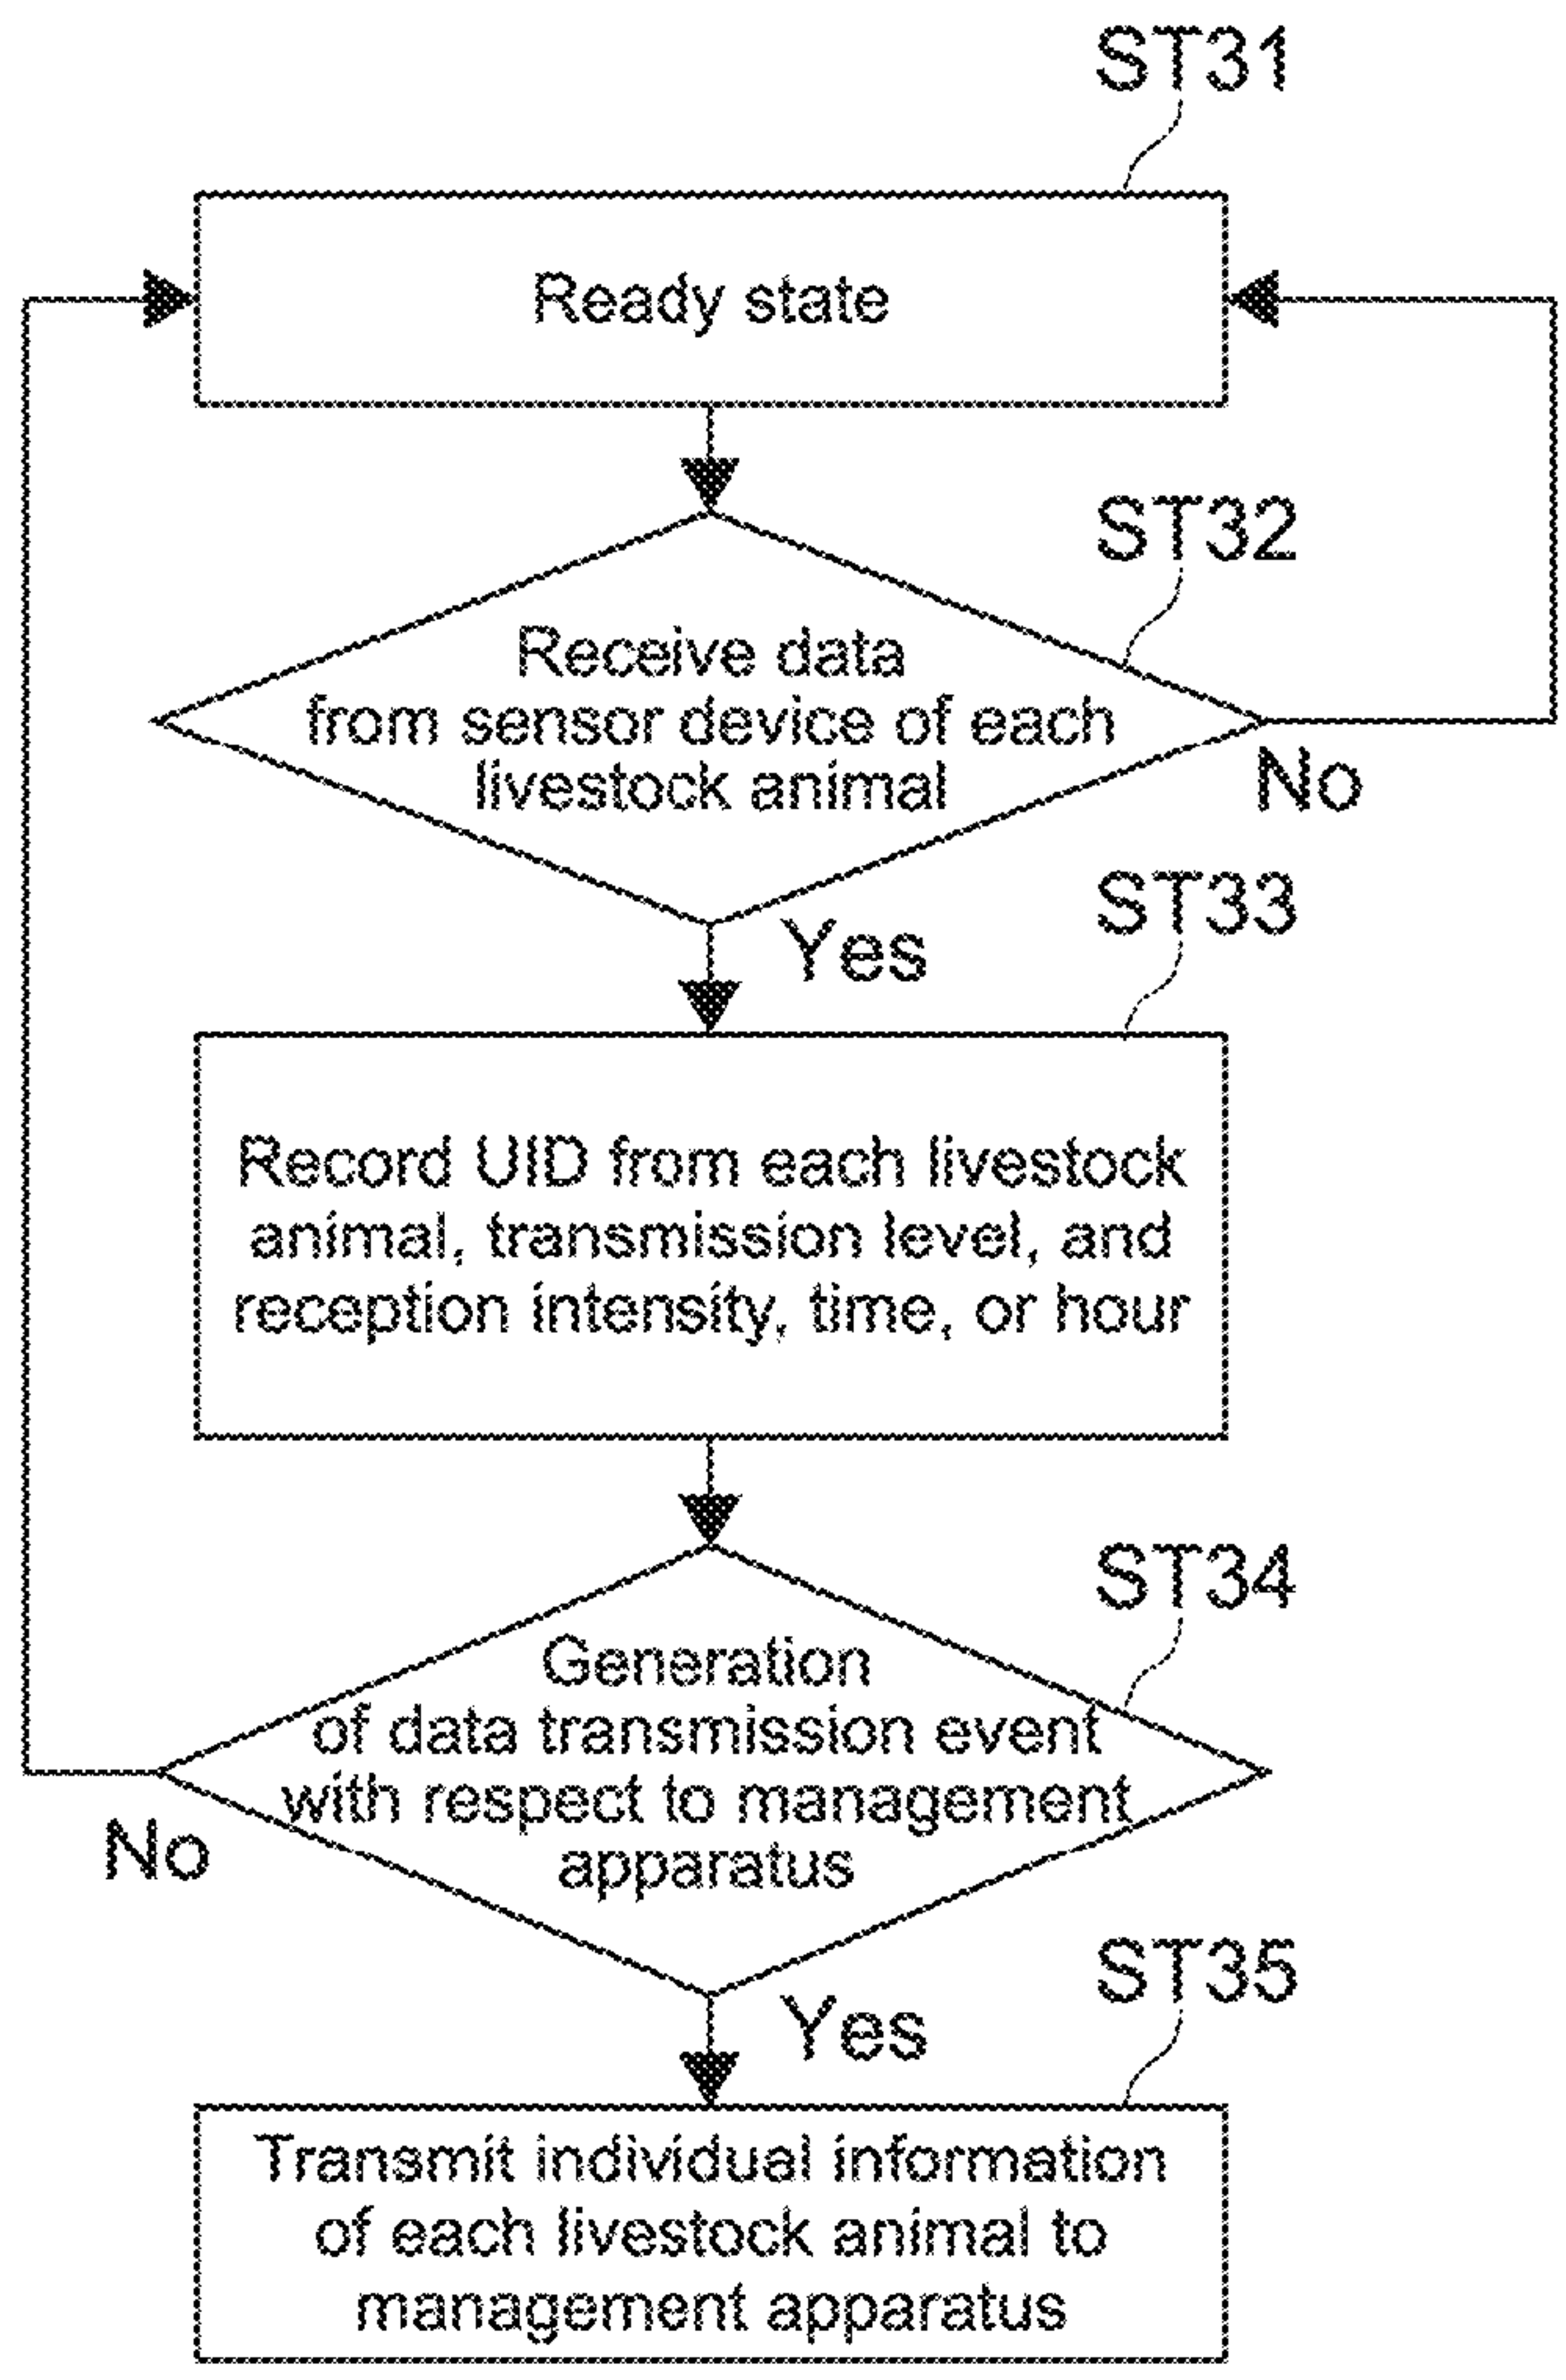 ST31
Ready state
ST32
Receive data
from sensor device of each
livestock animal
No
Yes
ST33
Record UID from each livestock
animal, transmission level, and
reception intensity, time, or hour
ST34
Generation
of data transmission event
with respect to management
apparatus
No
Yes
ST35
Transmit individual information
of each livestock animal to
management apparatus